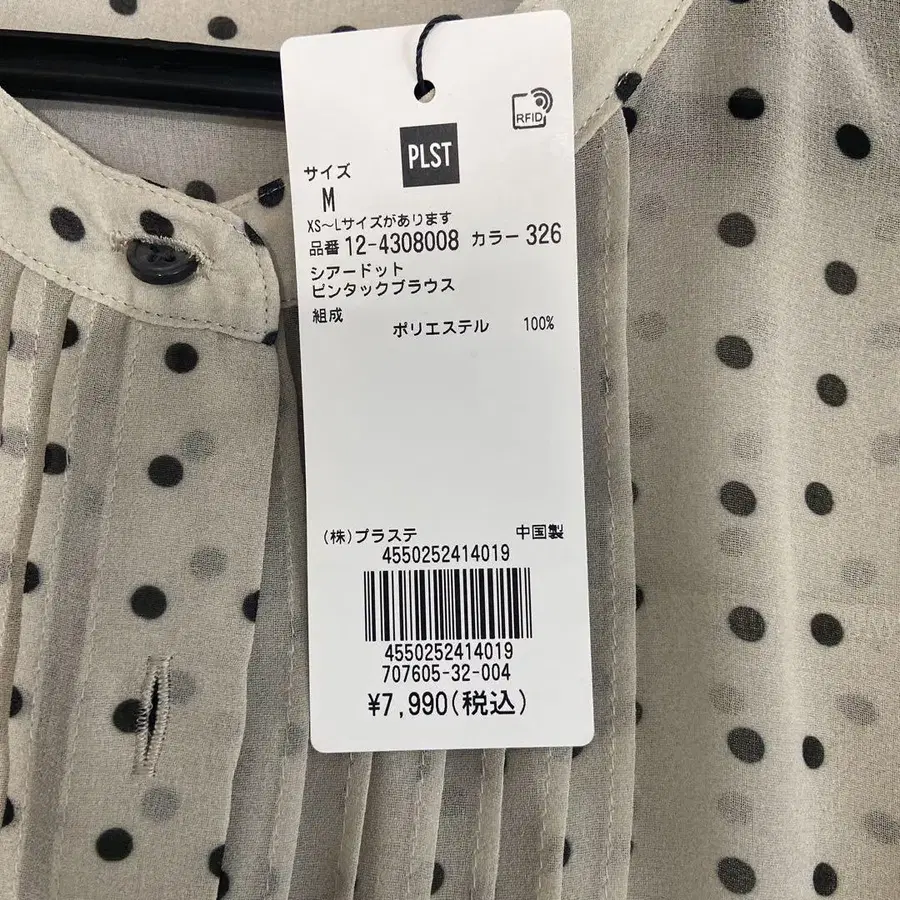 RFID
PLST
サイズ
M
XS~Lサイズがあります
品番 12-4308008 カラー 326
シアードット
ピンタックブラウス
組成
ポリエステル 100%
(株)プラステ 中国製
4550252414019
4550252414019
707605-32-004
¥7,990(税込)